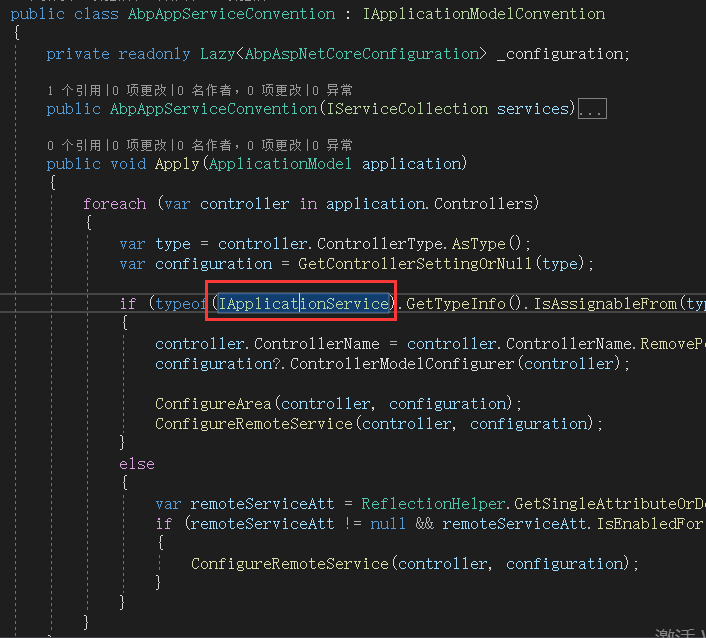 public class AbpAppServiceConvention : IApplicationModelConvention
{
private readonly Lazy<AbpAspNetCoreConfiguration> _configuration;
1 个引用|0 项更改|0 名作者，0 项更改|0 异常
public AbpAppServiceConvention(IServiceCollection services)...
0 个引用|0 项更改|0 名作者，0 项更改|0 异常
public void Apply(ApplicationModel application)
{
foreach (var controller in application.Controllers)
{
var type = controller.ControllerType.AsType();
var configuration = GetControllerSettingOrNull(type);
if (typeof(IApplicationService).GetTypeInfo().IsAssignableFrom(typ
{
controller.ControllerName = controller.ControllerName.RemovePo
configuration?.ControllerModelConfigurer(controller);
ConfigureArea(controller, configuration);
ConfigureRemoteService(controller, configuration);
}
else
{
var remoteServiceAtt = ReflectionHelper.GetSingleAttributeOrDe
if (remoteServiceAtt != null && remoteServiceAtt.IsEnabledFor
{
ConfigureRemoteService(controller, configuration);
}
}
}